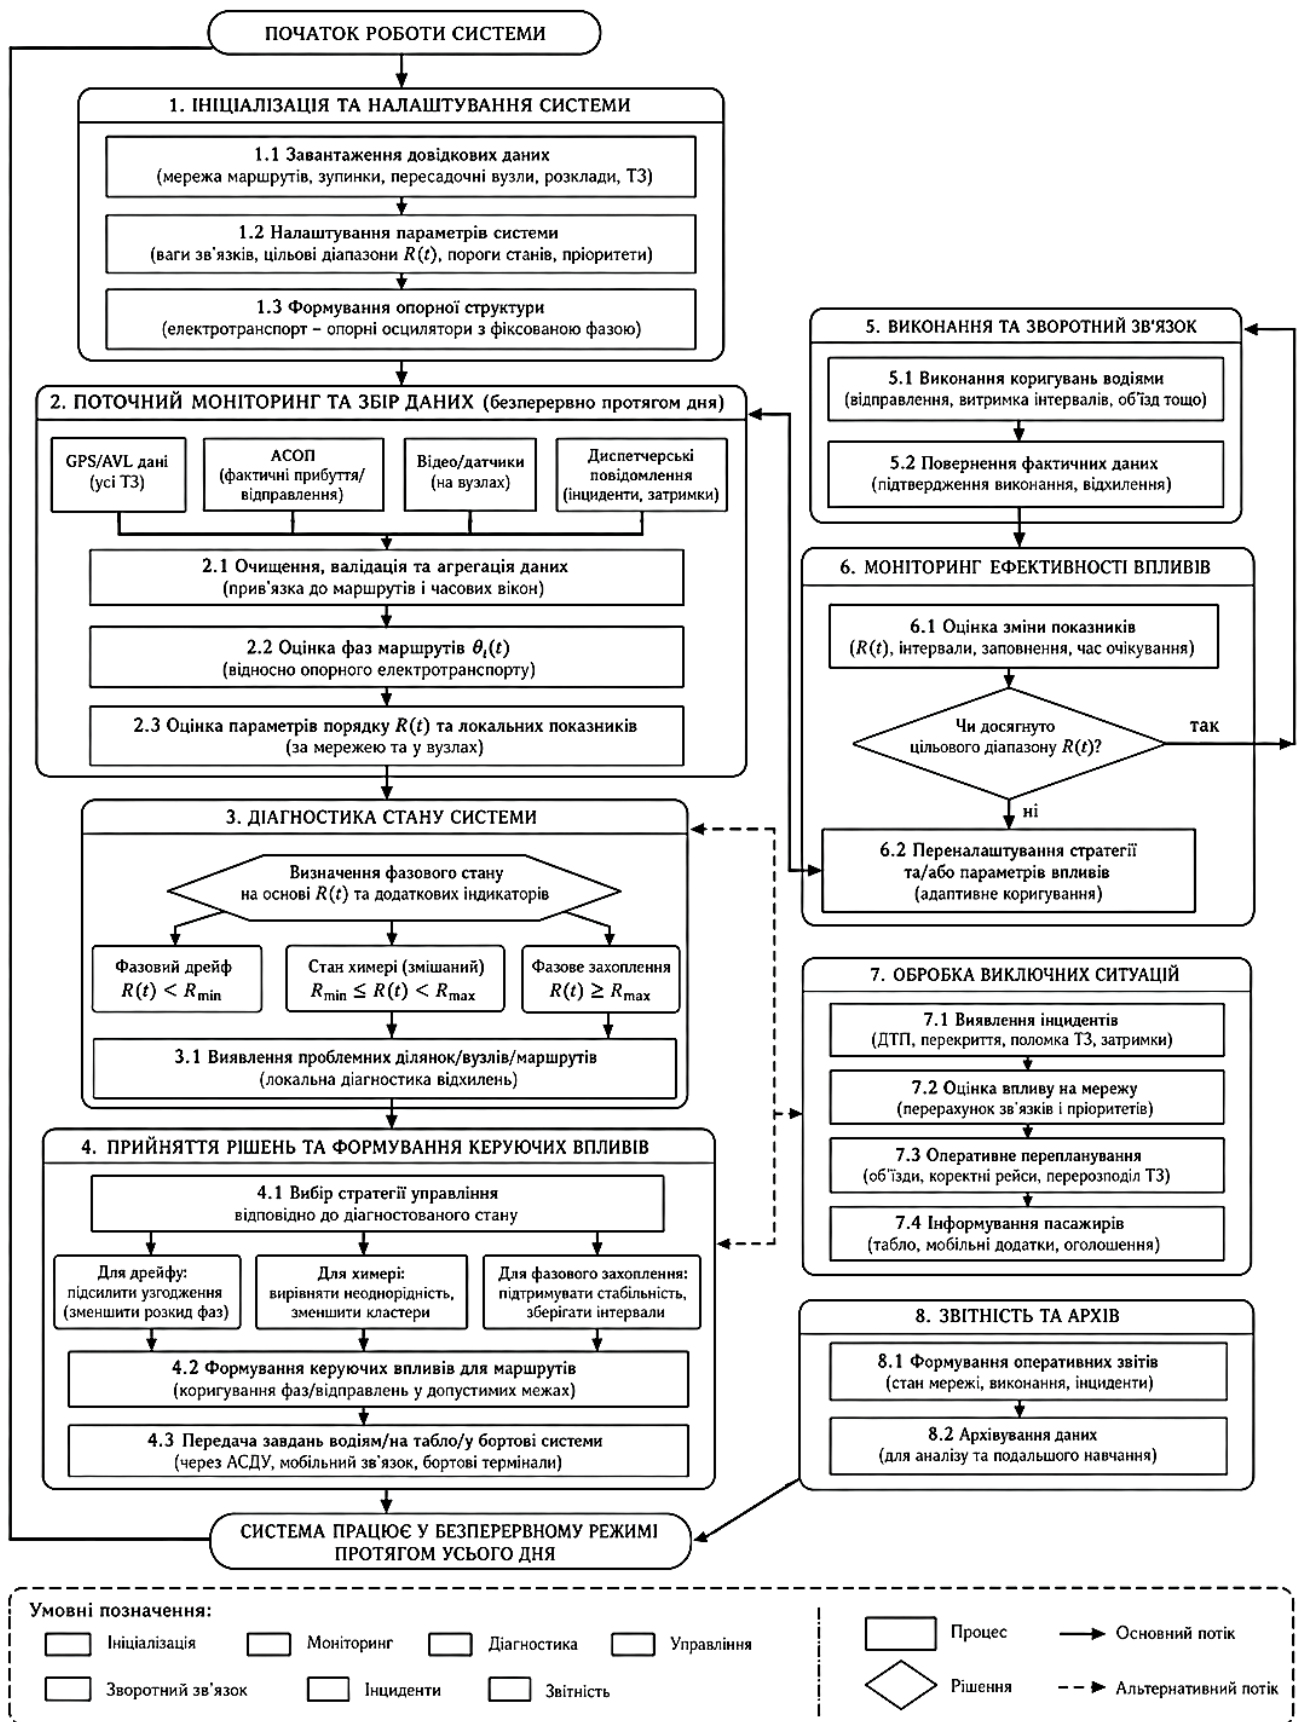 ПОЧАТОК РОБОТИ СИСТЕМИ
1. ІНІЦІАЛІЗАЦІЯ ТА НАЛАШТУВАННЯ СИСТЕМИ
1.1 Завантаження довідкових даних
(мережа маршрутів, зупинки, пересадочні вузли, розклади, ТЗ)
1.2 Налаштування параметрів системи
(ваги зв'язків, цільові діапазони R(t), пороги станів, пріоритети)
1.3 Формування опорної структури
(електротранспорт – опорні осцилятори з фіксованою фазою)
2. ПОТОЧНИЙ МОНІТОРИНГ ТА ЗБІР ДАНИХ (безперервно протягом дня)
GPS/AVL дані
(усі ТЗ)
АСОП
(фактичні прибуття/
відправлення)
Відео/датчики
(на вузлах)
Диспетчерські
повідомлення
(інциденти, затримки)
2.1 Очищення, валідація та агрегація даних
(прив'язка до маршрутів і часових вікон)
2.2 Оцінка фаз маршрутів θi(t)
(відносно опорного електротранспорту)
2.3 Оцінка параметрів порядку R(t) та локальних показників
(за мережею та у вузлах)
3. ДІАГНОСТИКА СТАНУ СИСТЕМИ
Визначення фазового стану
на основі R(t) та додаткових індикаторів
Фазовий дрейф
R(t) < Rmin
Стан химері (змішаний)
Rmin ≤ R(t) < Rmax
Фазове захоплення
R(t) ≥ Rmax
3.1 Виявлення проблемних ділянок/вузлів/маршрутів
(локальна діагностика відхилень)
4. ПРИЙНЯТТЯ РІШЕНЬ ТА ФОРМУВАННЯ КЕРУЮЧИХ ВПЛИВІВ
4.1 Вибір стратегії управління
відповідно до діагностованого стану
Для дрейфу:
підсилити узгодження
(зменшити розкид фаз)
Для химері:
вирівняти неоднорідність,
зменшити кластери
Для фазового захоплення:
підтримувати стабільність,
зберігати інтервали
4.2 Формування керуючих впливів для маршрутів
(коригування фаз/відправлень у допустимих межах)
4.3 Передача завдань водіям/на табло/у бортові системи
(через АСДУ, мобільний зв'язок, бортові термінали)
СИСТЕМА ПРАЦЮЄ У БЕЗПЕРЕРВНОМУ РЕЖИМІ
ПРОТЯГОМ УСЬОГО ДНЯ
5. ВИКОНАННЯ ТА ЗВОРОТНИЙ ЗВ'ЯЗОК
5.1 Виконання коригувань водіями
(відправлення, витримка інтервалів, об'їзд тощо)
5.2 Повернення фактичних даних
(підтвердження виконання, відхилення)
6. МОНІТОРИНГ ЕФЕКТИВНОСТІ ВПЛИВІВ
6.1 Оцінка зміни показників
(R(t), інтервали, заповнення, час очікування)
Чи досягнуто
цільового діапазону R(t)?
так
ні
6.2 Переналаштування стратегії
та/або параметрів впливів
(адаптивне коригування)
7. ОБРОБКА ВИКЛЮЧНИХ СИТУАЦІЙ
7.1 Виявлення інцидентів
(ДТП, перекриття, поломка ТЗ, затримки)
7.2 Оцінка впливу на мережу
(перерахунок зв'язків і пріоритетів)
7.3 Оперативне перепланування
(об'їзди, коректні рейси, перерозподіл ТЗ)
7.4 Інформування пасажирів
(табло, мобільні додатки, оголошення)
8. ЗВІТНІСТЬ ТА АРХІВ
8.1 Формування оперативних звітів
(стан мережі, виконання, інциденти)
8.2 Архівування даних
(для аналізу та подальшого навчання)
Умовні позначення:
Ініціалізація
Моніторинг
Діагностика
Управління
Зворотний зв'язок
Інциденти
Звітність
Процес
Основний потік
Рішення
Альтернативний потік